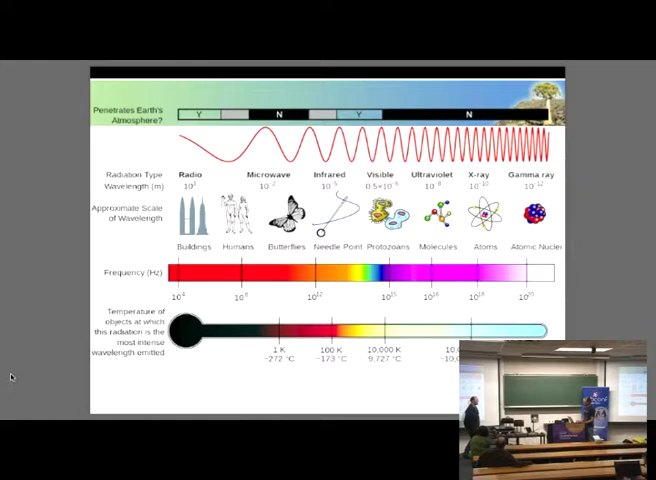 Penetrates Earth's
Atmosphere?
Y
N
Y
N
Radiation Type
Radio
Microwave
Infrared
Visible
Ultraviolet
X-ray
Gamma ray
Wavelength (m)
10³
10⁻²
10⁻⁵
0.5×10⁻⁶
10⁻⁸
10⁻¹⁰
10⁻¹²
Approximate Scale
of Wavelength
Buildings
Humans
Butterflies
Needle Point
Protozoans
Molecules
Atoms
Atomic Nuclei
Frequency (Hz)
10⁴
10⁸
10¹²
10¹⁵
10¹⁶
10¹⁸
10²⁰
Temperature of
objects at which
this radiation is the
most intense
wavelength emitted
1 K
−272 °C
100 K
−173 °C
10,000 K
9,727 °C